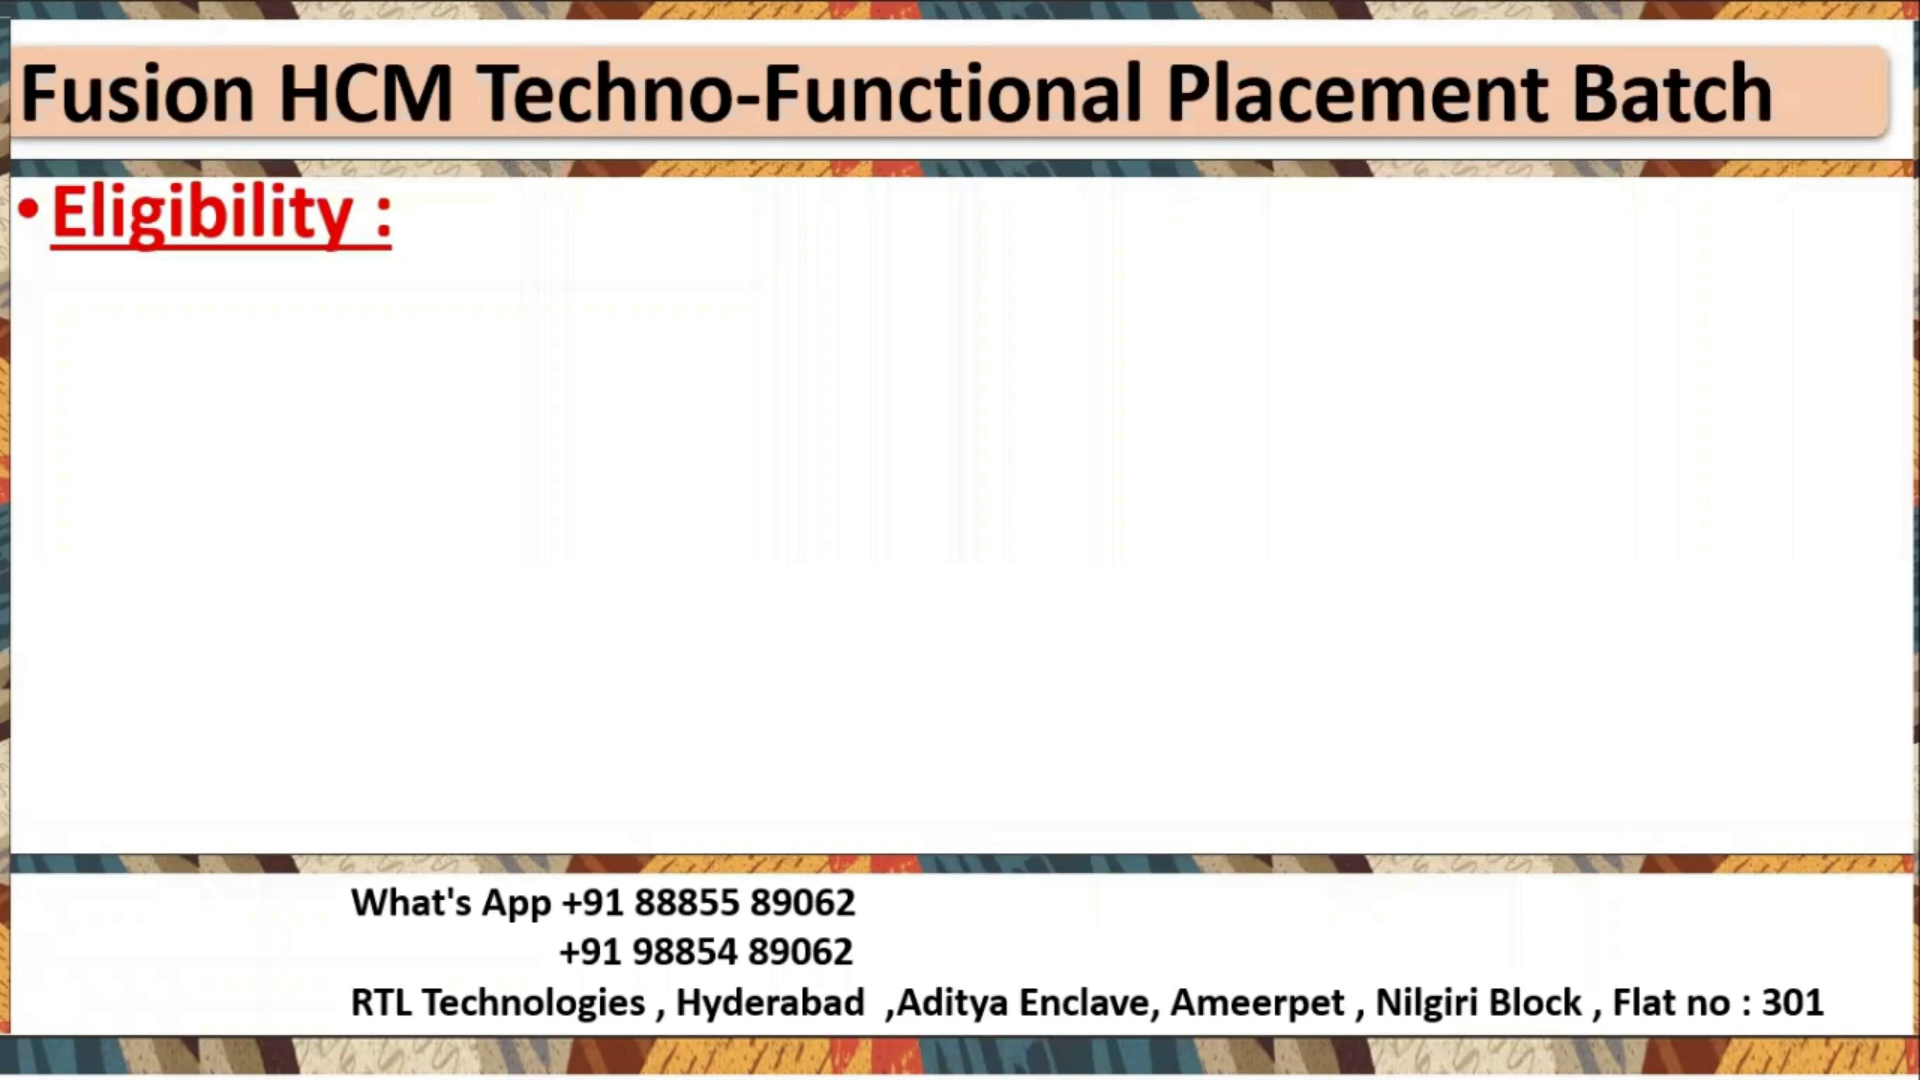 Fusion HCM Techno-Functional Placement Batch
•Eligibility :
What's App +91 88855 89062
+91 98854 89062
RTL Technologies , Hyderabad ,Aditya Enclave, Ameerpet , Nilgiri Block , Flat no : 301